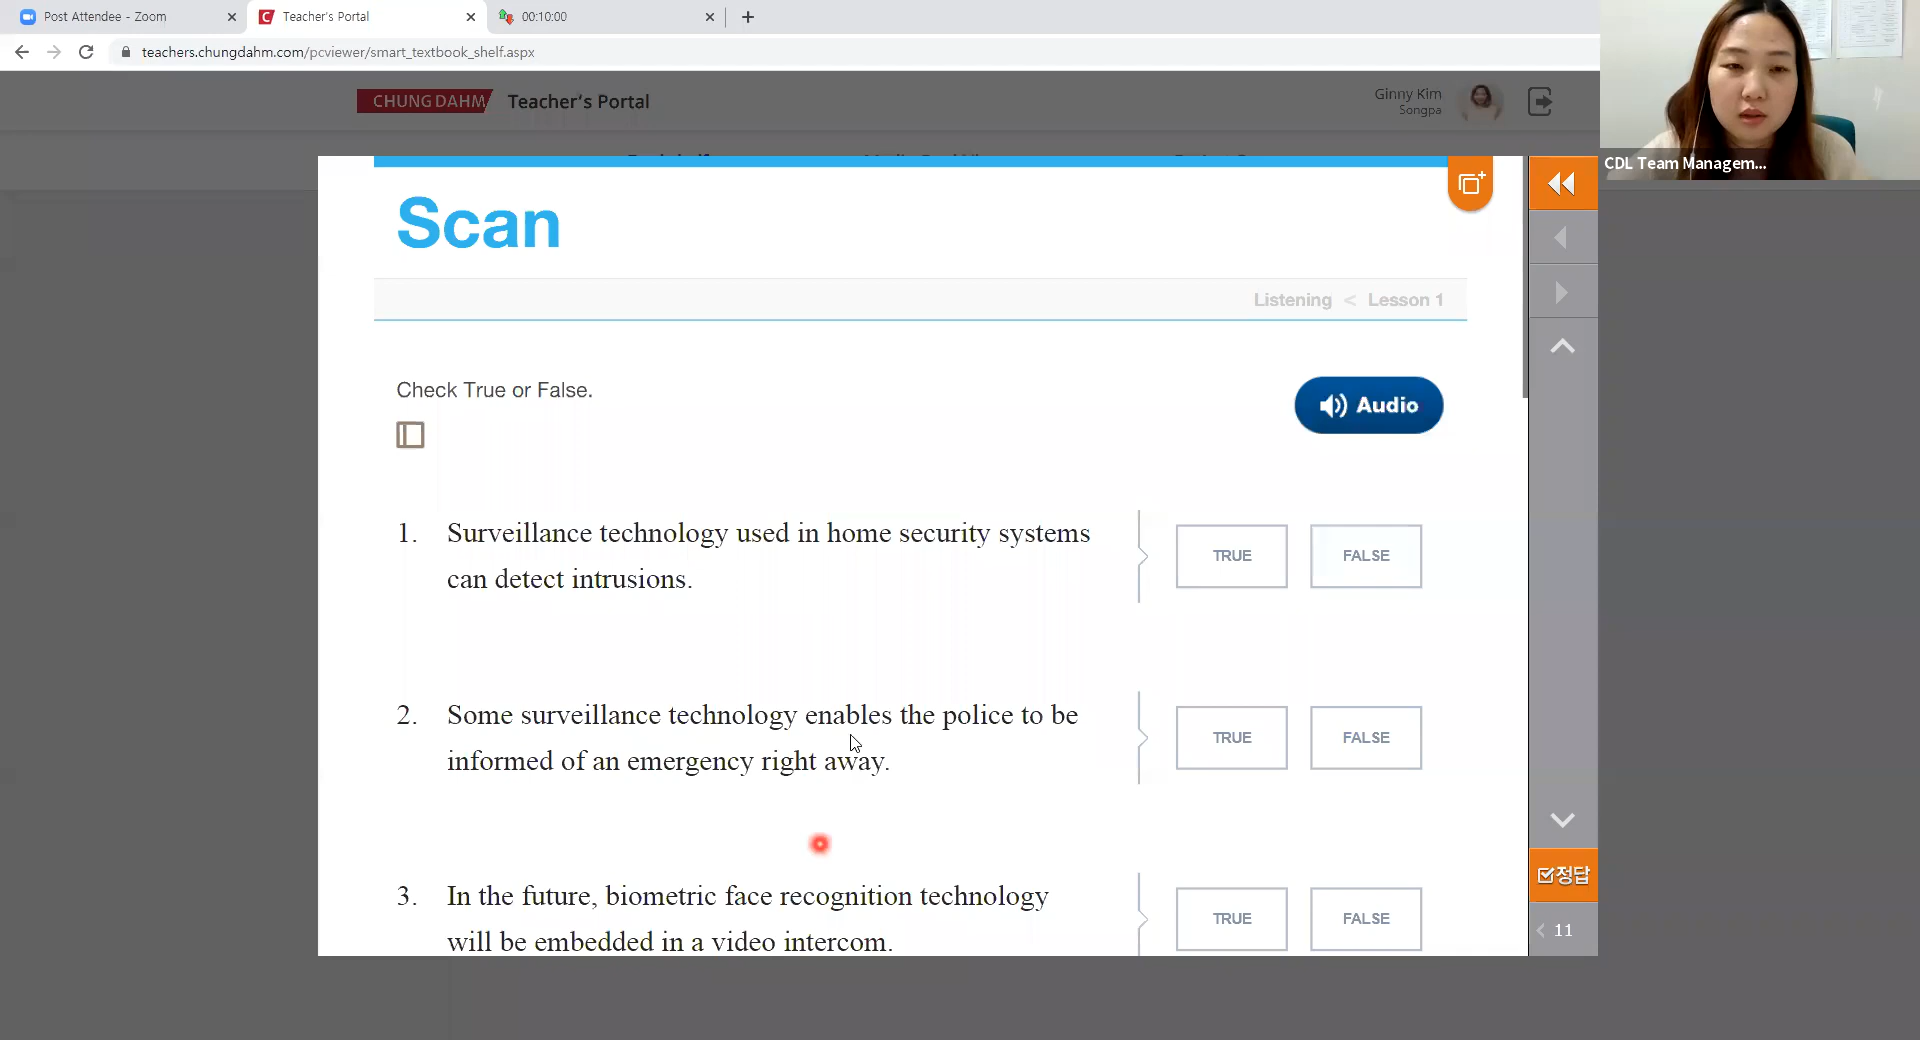 Post Attendee - Zoom
Teacher's Portal
00:10:00
teachers.chungdahm.com/pcviewer/smart_textbook_shelf.aspx
CHUNGDAHM
Teacher's Portal
Ginny Kim
Songpa
CDL Team Managem...
Scan
Listening < Lesson 1
Check True or False.
Audio
1. Surveillance technology used in home security systems
can detect intrusions.
TRUE FALSE
2. Some surveillance technology enables the police to be
informed of an emergency right away.
TRUE FALSE
3. In the future, biometric face recognition technology
will be embedded in a video intercom.
TRUE FALSE
정답
11